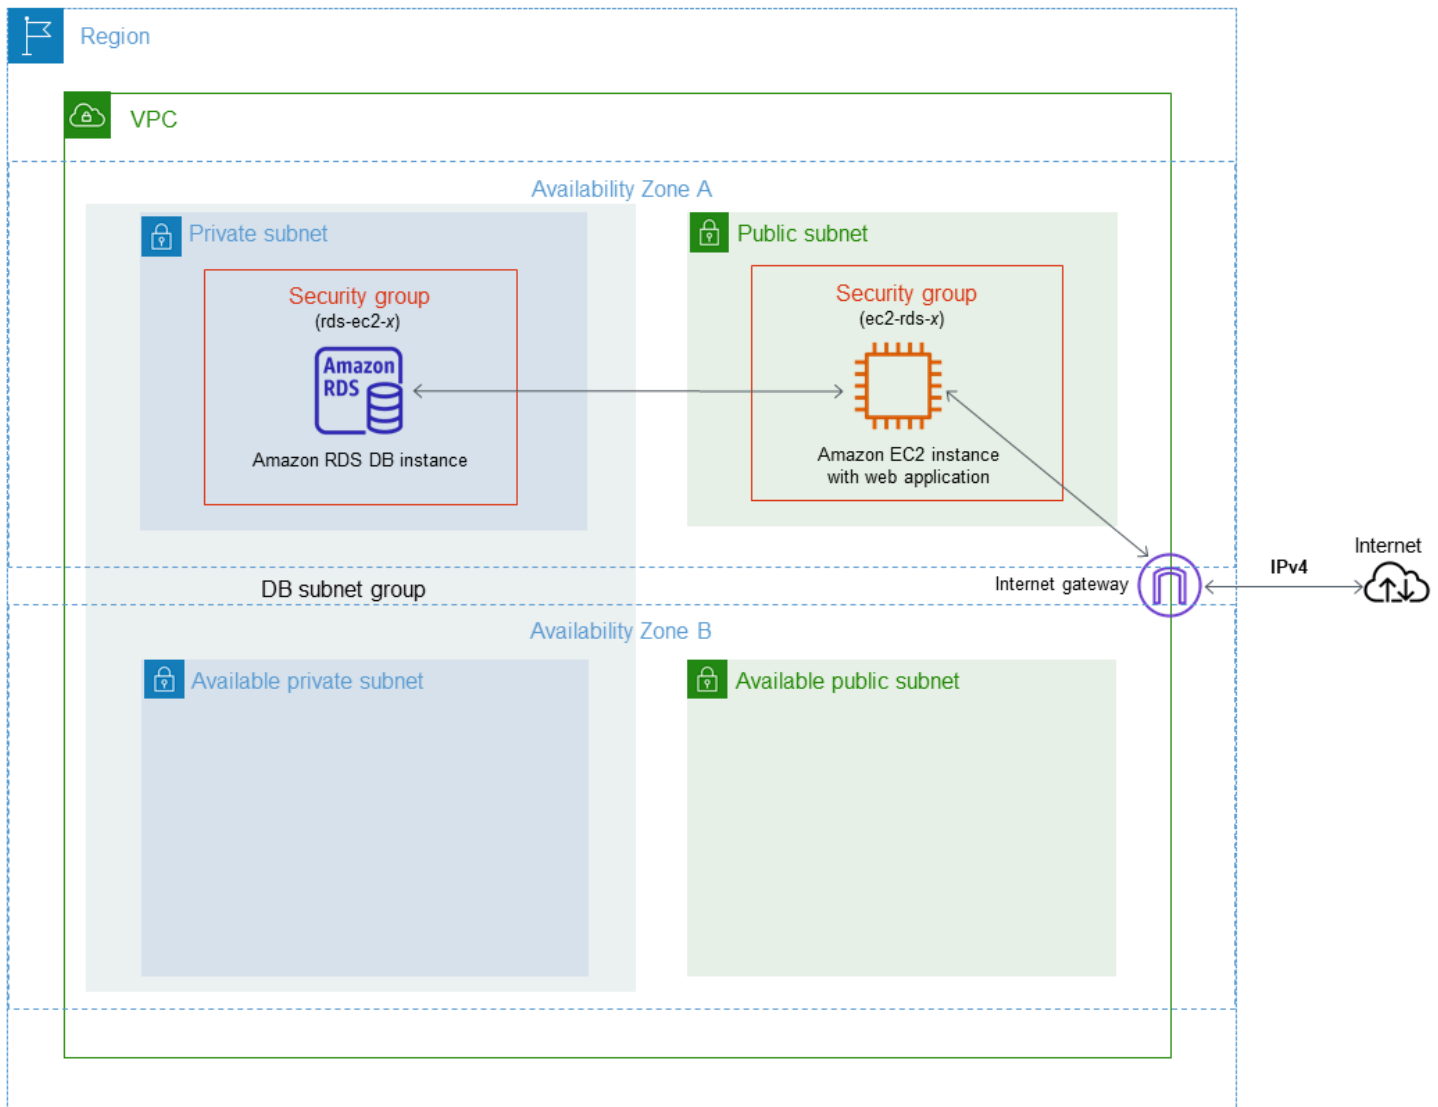 Region
VPC
Availability Zone A
Private subnet
Public subnet
Security group
(rds-ec2-x)
Security group
(ec2-rds-x)
Amazon
RDS
Amazon RDS DB instance
Amazon EC2 instance
with web application
Internet
IPv4
Internet gateway
DB subnet group
Availability Zone B
Available private subnet
Available public subnet